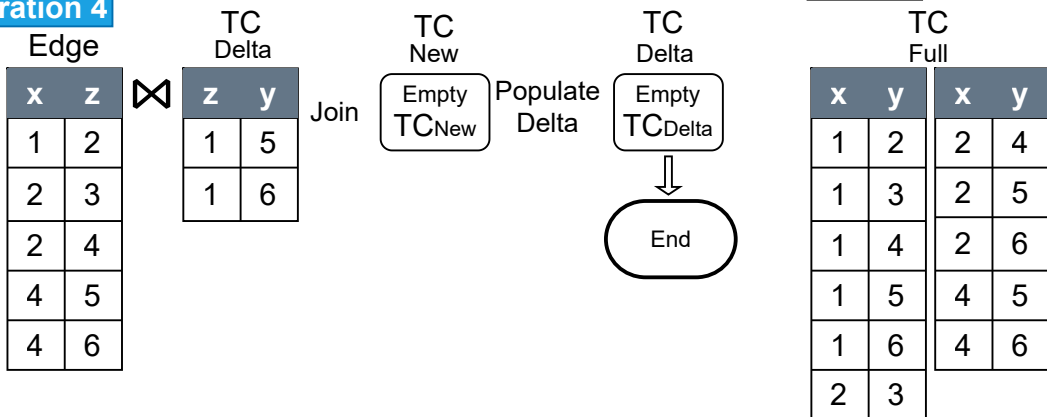 ration 4
Edge
x z
1 2
2 3
2 4
4 5
4 6
⋈
TC
Delta
z y
1 5
1 6
Join
TC
New
Empty
TCNew
Populate
Delta
TC
Delta
Empty
TCDelta
End
TC
Full
x y
1 2
1 3
1 4
1 5
1 6
2 3
x y
2 4
2 5
2 6
4 5
4 6